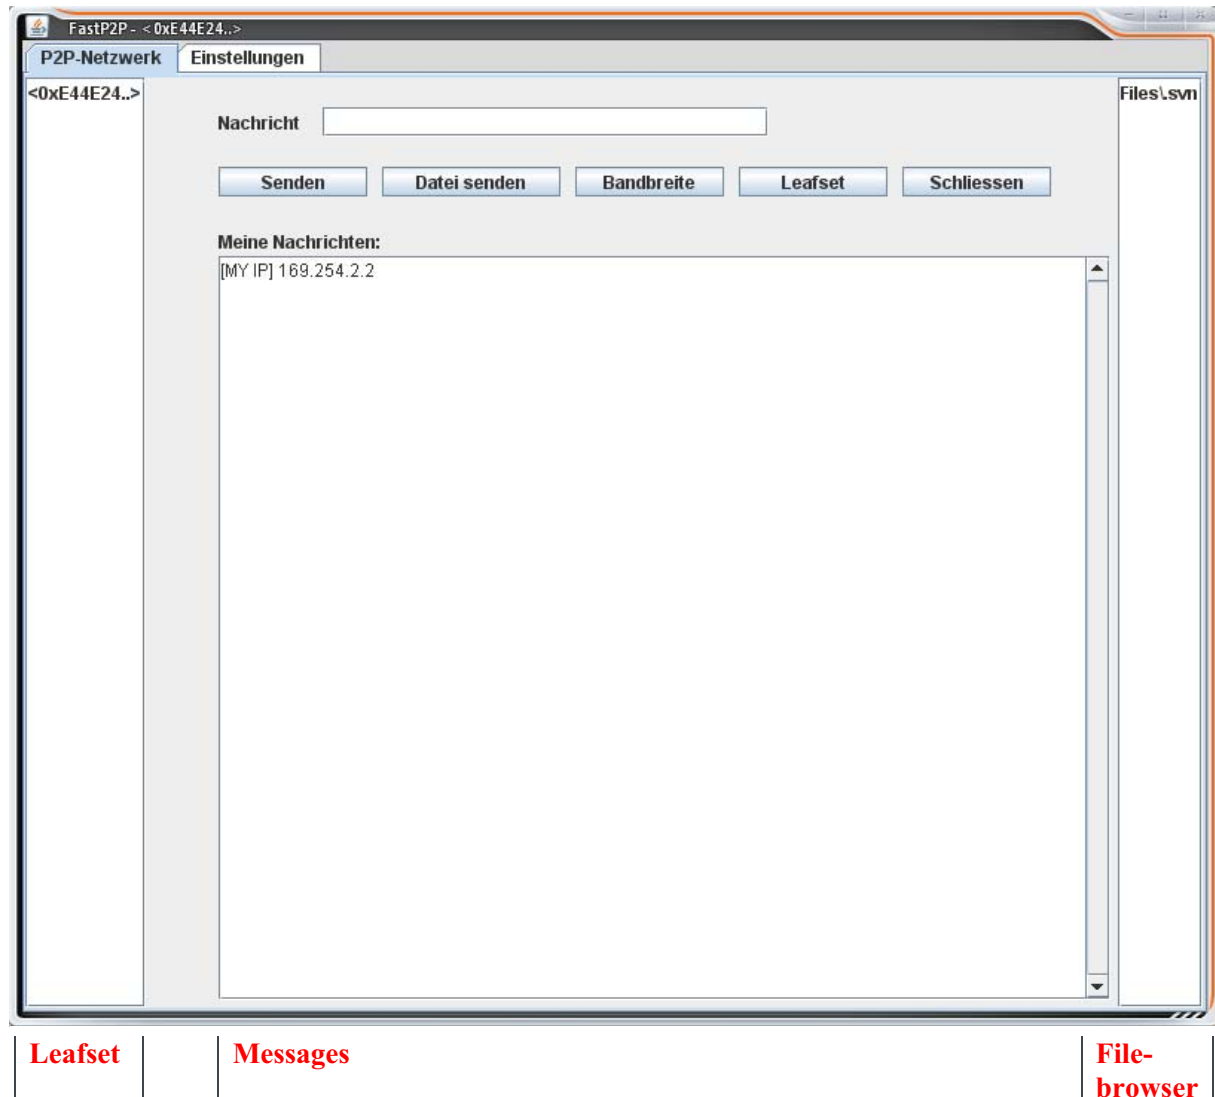 FastP2P - < 0xE44E24..>
P2P-Netzwerk Einstellungen
<0xE44E24..>
Files\.svn
Nachricht
Senden Datei senden Bandbreite Leafset Schliessen
Meine Nachrichten:
[MY IP] 169.254.2.2
Leafset Messages File-
browser